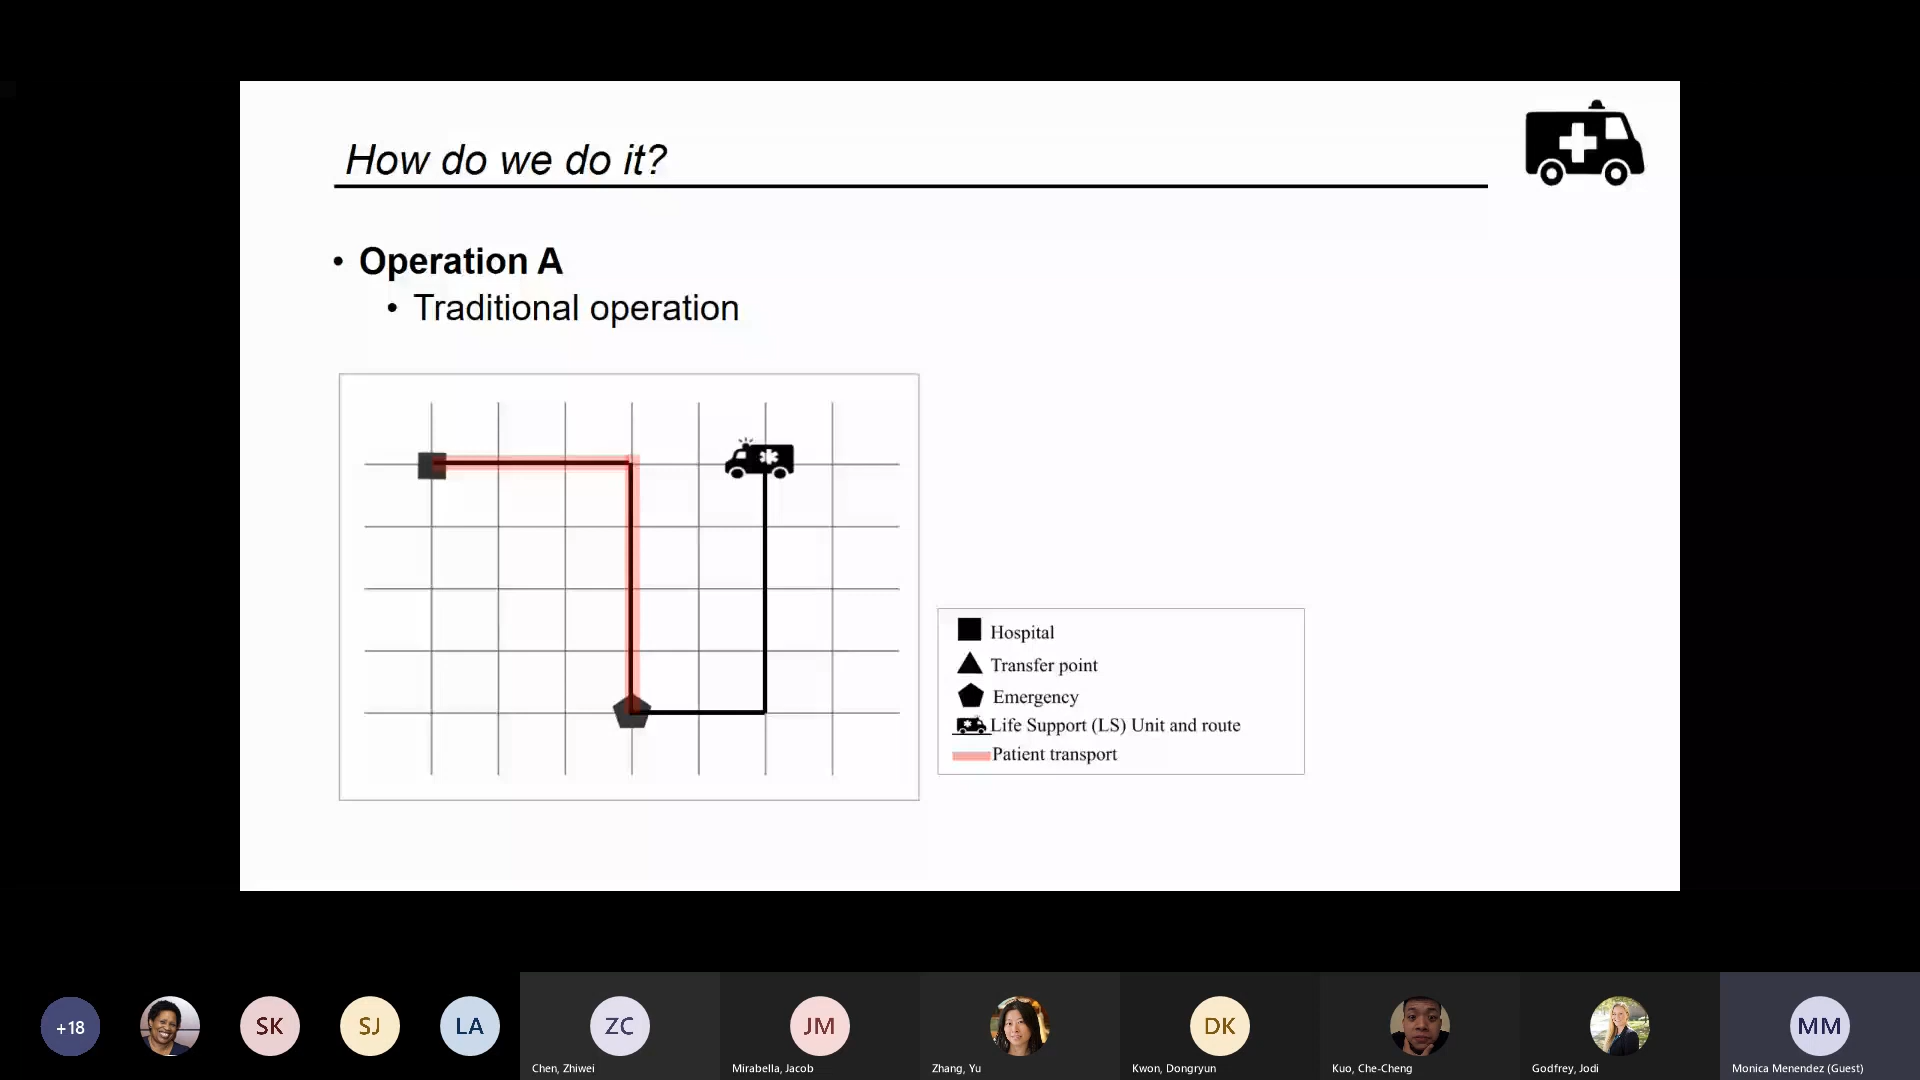 How do we do it?
• Operation A
• Traditional operation
Hospital
Transfer point
Emergency
Life Support (LS) Unit and route
Patient transport
+18
SK
SJ
LA
ZC
JM
DK
MM
Chen, Zhiwei
Mirabella, Jacob
Zhang, Yu
Kwon, Dongryun
Kuo, Che-Cheng
Godfrey, Jodi
Monica Menendez (Guest)